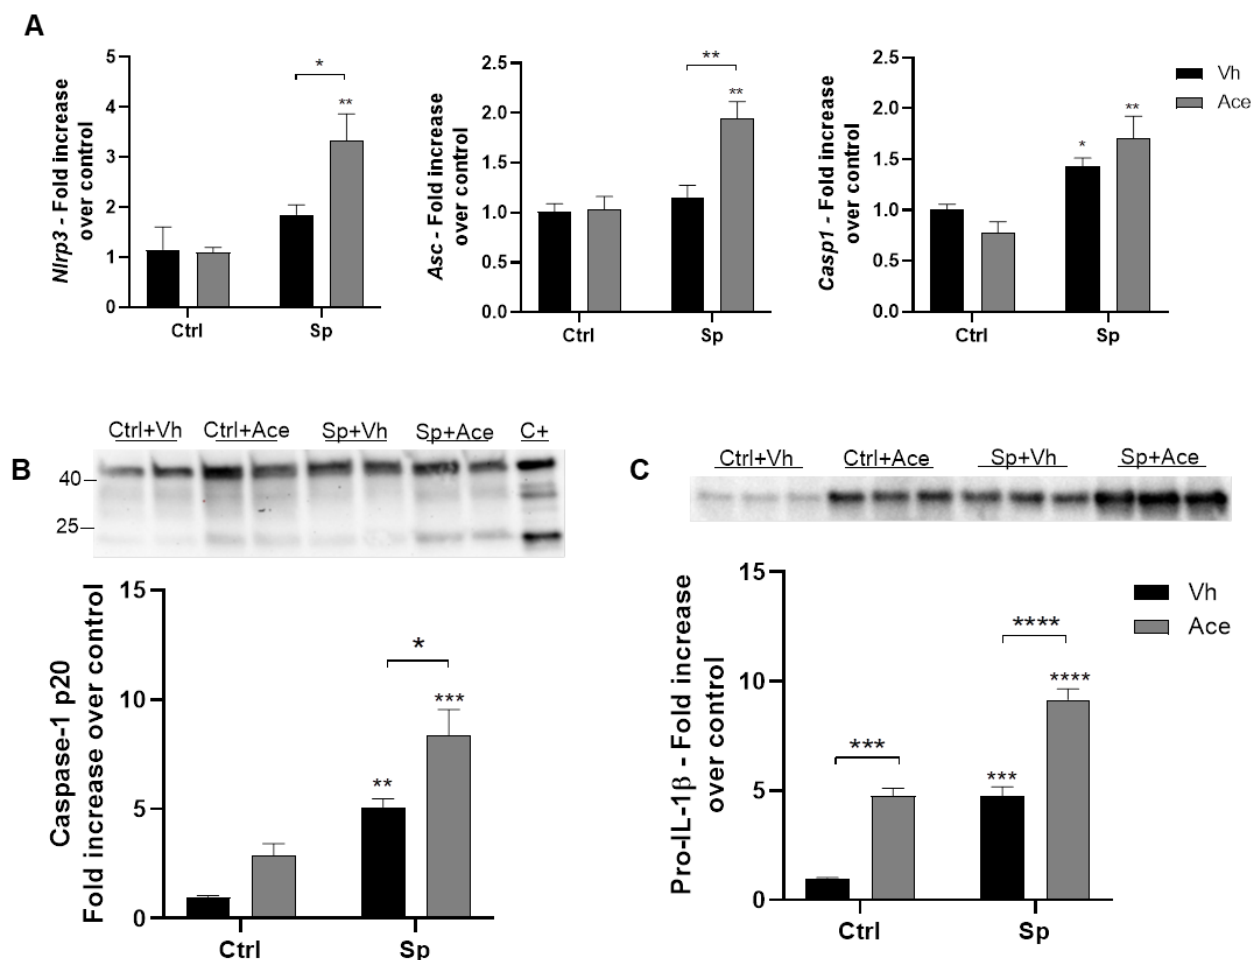 A
Nlrp3 - Fold increase
over control
5
4
3
2
1
0
*
**
Ctrl
Sp
Asc - Fold increase
over control
2.5
2.0
1.5
1.0
0.5
0.0
**
**
Ctrl
Sp
Casp1 - Fold increase
over control
2.5
2.0
1.5
1.0
0.5
0.0
*
**
Ctrl
Sp
Vh
Ace
B
Ctrl+Vh Ctrl+Ace Sp+Vh Sp+Ace C+
40
25
Caspase-1 p20
Fold increase over control
15
10
5
0
*
***
**
Ctrl
Sp
C
Ctrl+Vh Ctrl+Ace Sp+Vh Sp+Ace
Pro-IL-1β - Fold increase
over control
15
10
5
0
****
****
***
***
Ctrl
Sp
Vh
Ace